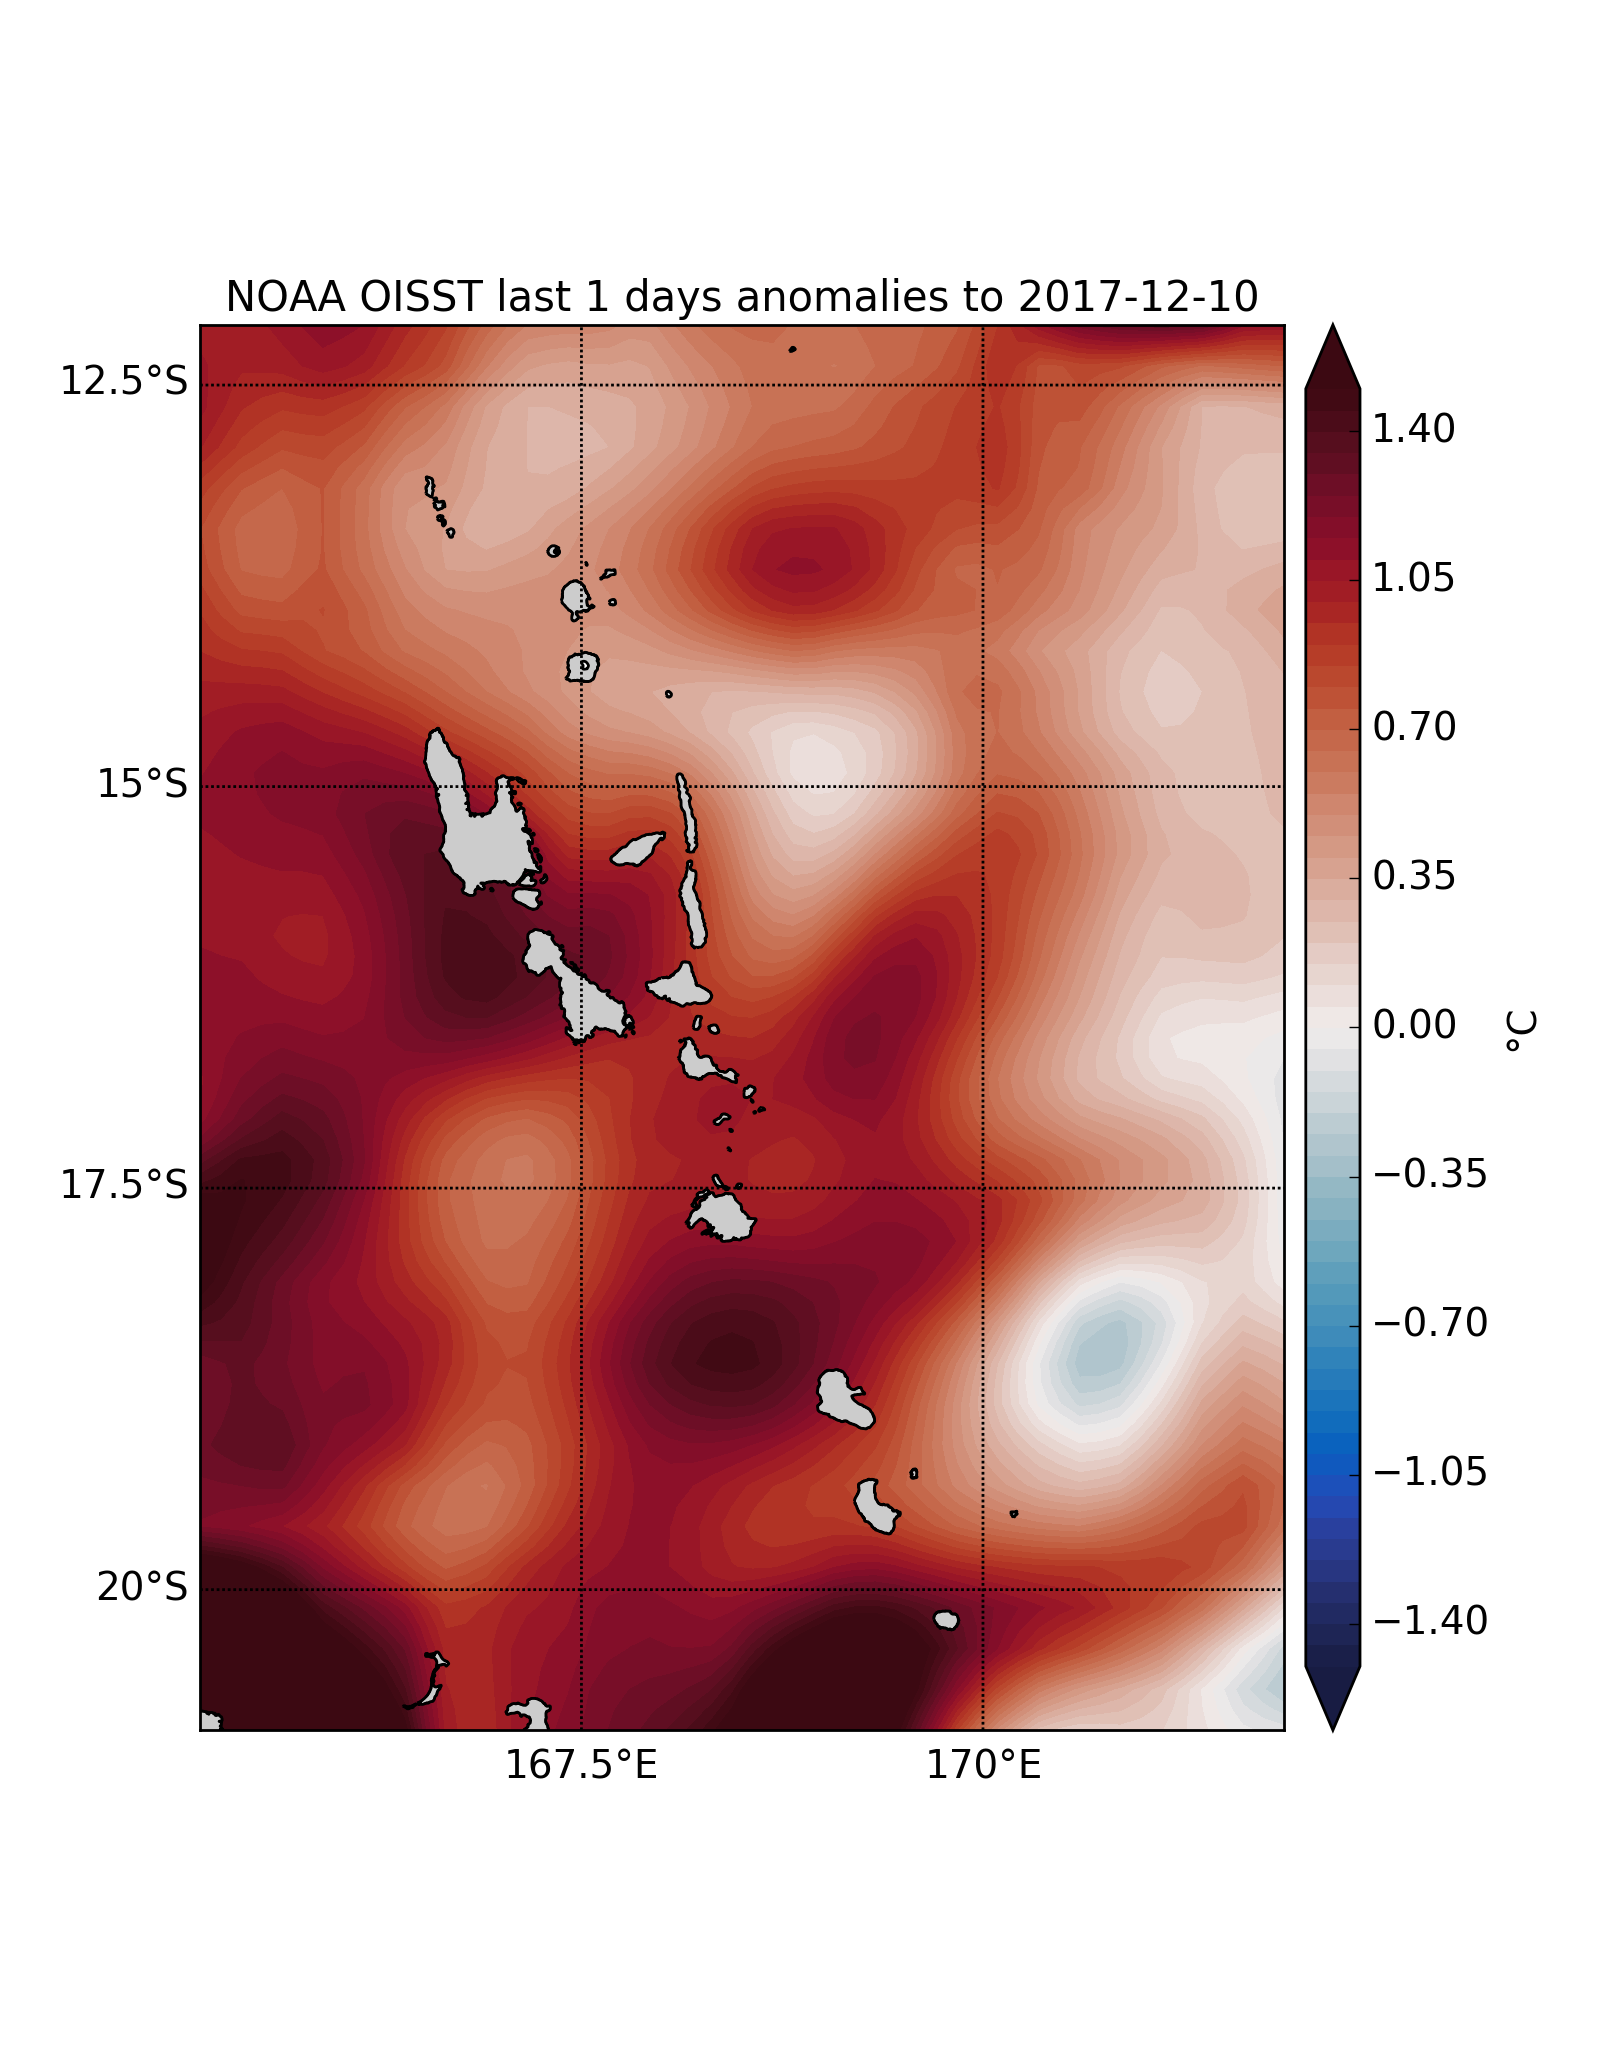 NOAA OISST last 1 days anomalies to 2017-12-10
12.5°S
15°S
17.5°S
20°S
167.5°E
170°E
1.40
1.05
0.70
0.35
0.00
−0.35
−0.70
−1.05
−1.40
°C